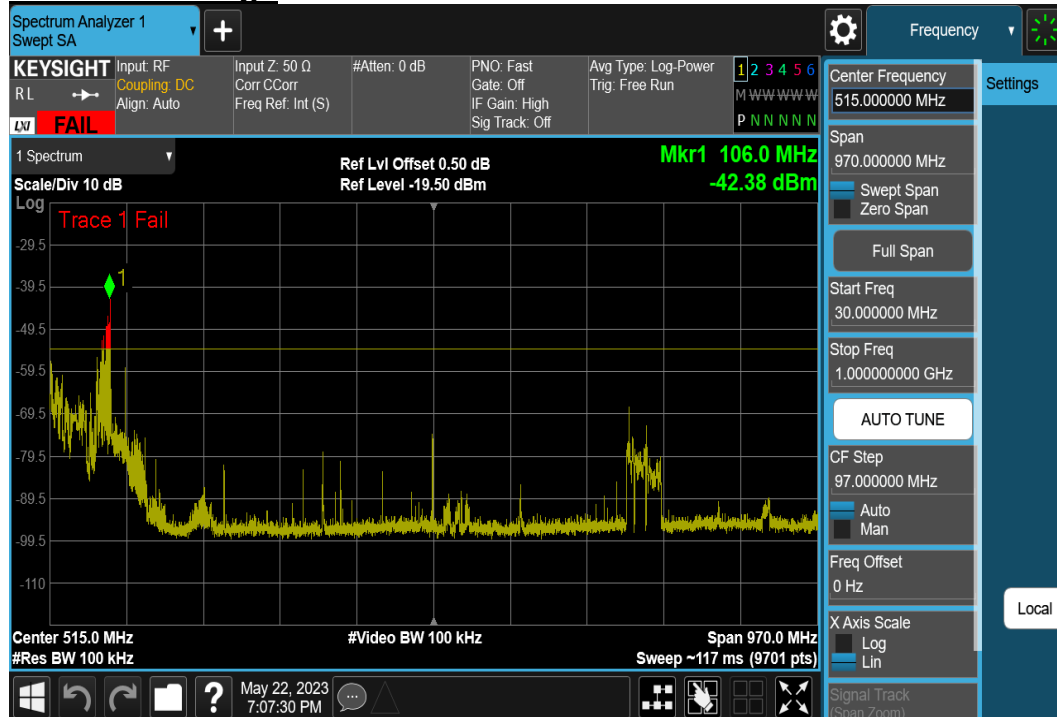 Spectrum Analyzer 1
Swept SA
+
Frequency
KEYSIGHT
RL
LXI
FAIL
Input: RF
Coupling: DC
Align: Auto
Input Z: 50 Ω
Corr CCorr
Freq Ref: Int (S)
#Atten: 0 dB
PNO: Fast
Gate: Off
IF Gain: High
Sig Track: Off
Avg Type: Log-Power
Trig: Free Run
1 2 3 4 5 6
M W W W W W
P N N N N N
1 Spectrum
Scale/Div 10 dB
Ref Lvl Offset 0.50 dB
Ref Level -19.50 dBm
Mkr1 106.0 MHz
-42.38 dBm
Log
Trace 1 Fail
1
-29.5
-39.5
-49.5
-59.5
-69.5
-79.5
-89.5
-99.5
-110
Center 515.0 MHz
#Res BW 100 kHz
#Video BW 100 kHz
Span 970.0 MHz
Sweep ~117 ms (9701 pts)
Center Frequency
515.000000 MHz
Span
970.000000 MHz
Swept Span
Zero Span
Full Span
Start Freq
30.000000 MHz
Stop Freq
1.000000000 GHz
AUTO TUNE
CF Step
97.000000 MHz
Auto
Man
Freq Offset
0 Hz
X Axis Scale
Log
Lin
Signal Track
(Span Zoom)
Settings
Local
?
May 22, 2023
7:07:30 PM